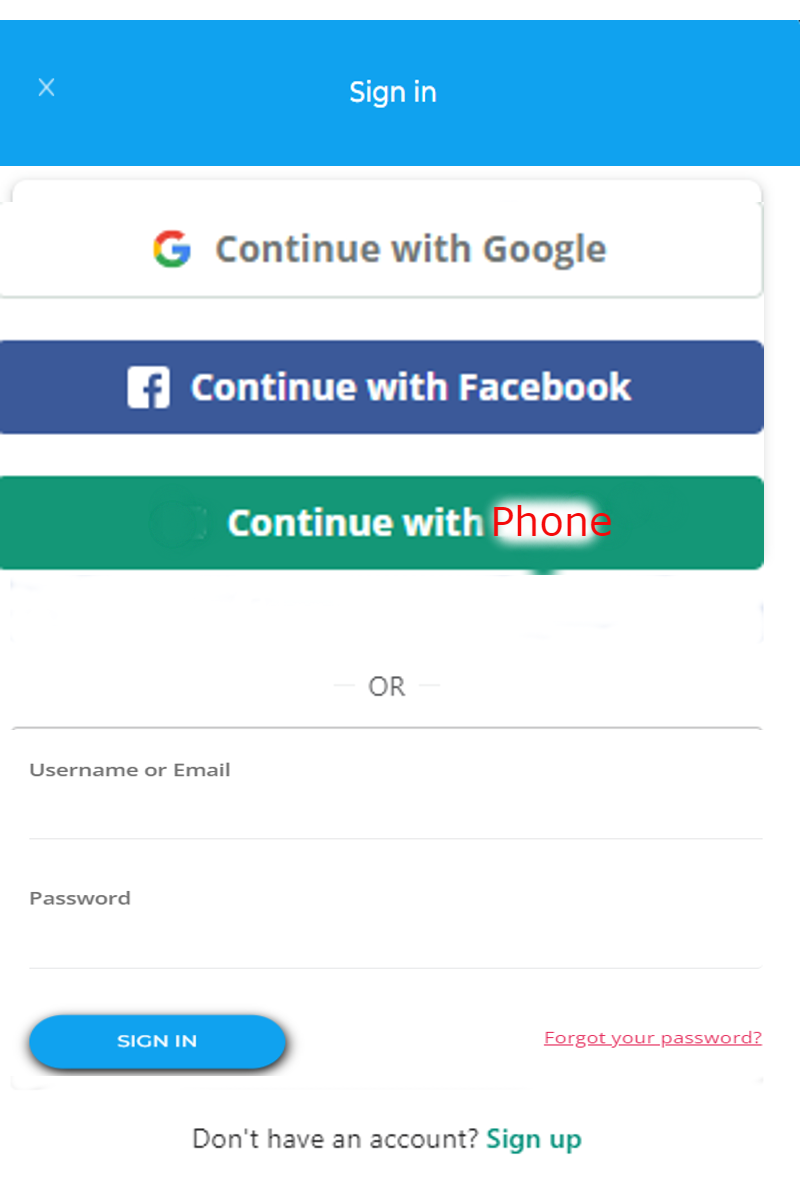 X
Sign in
Continue with Google
Continue with Facebook
Continue with Phone
OR
Username or Email
Password
SIGN IN
Forgot your password?
Don't have an account? Sign up